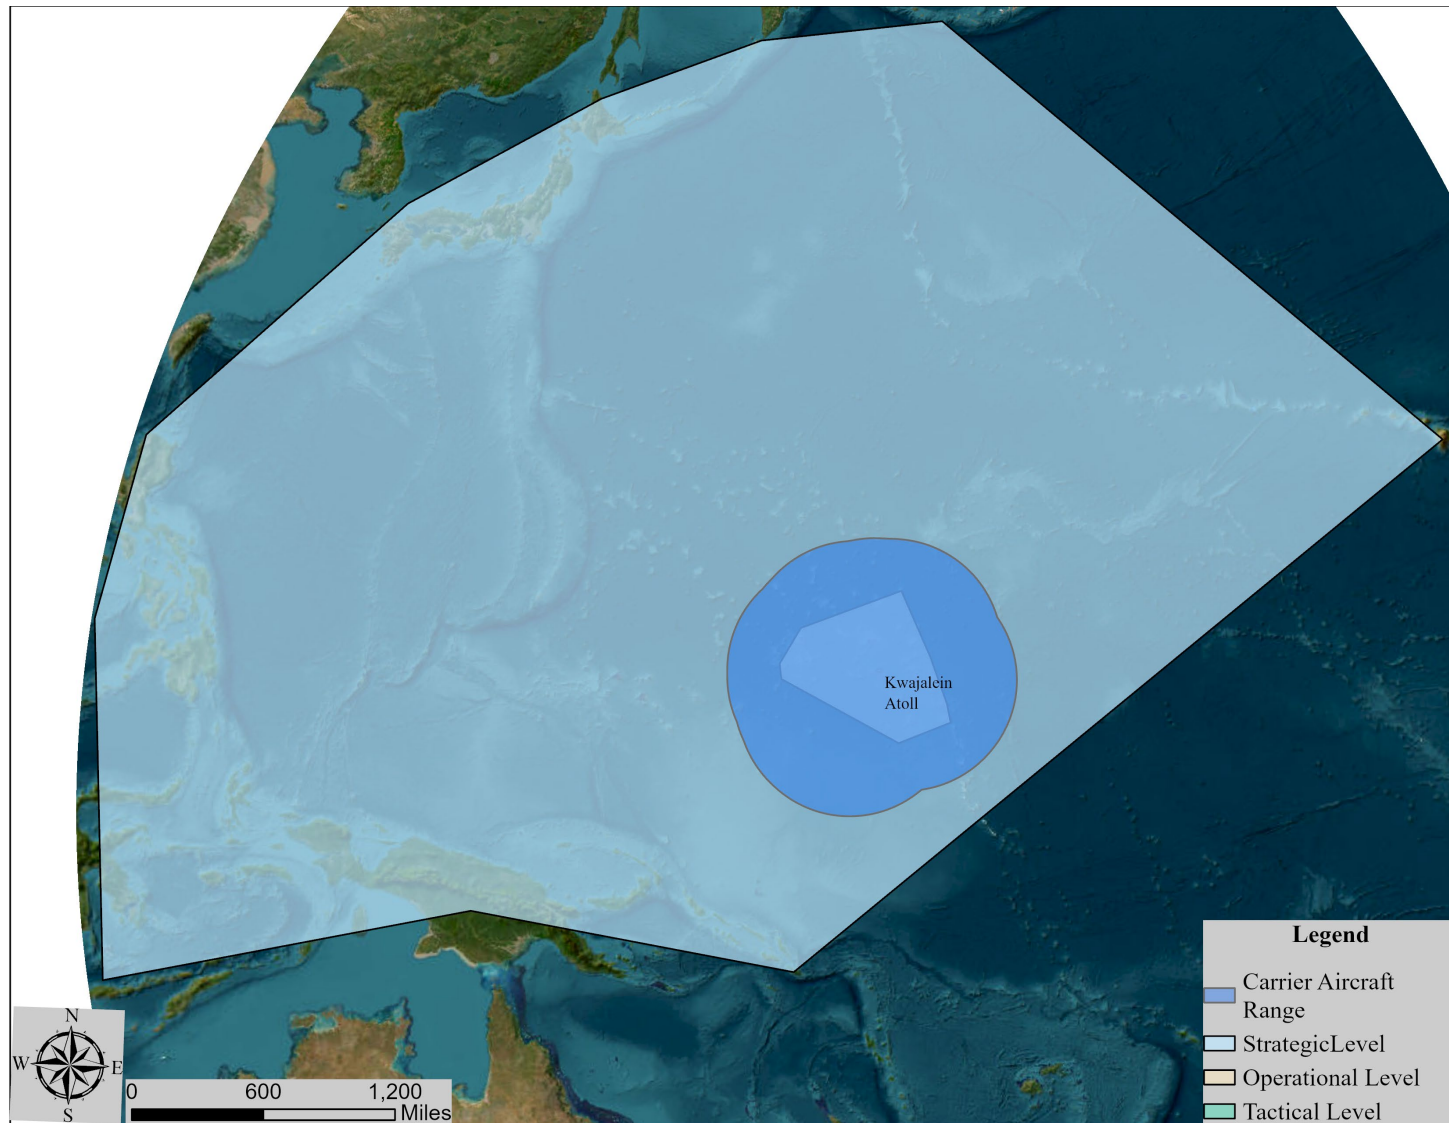 Kwajalein
Atoll
Legend
Carrier Aircraft
Range
StrategicLevel
Operational Level
Tactical Level
N
W E
S
0 600 1,200
Miles